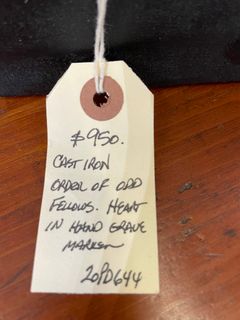 $950.
CAST IRON
ORDER OF ODD
FELLOWS. HEART
IN HAND GRAVE
MARKER
20PD644